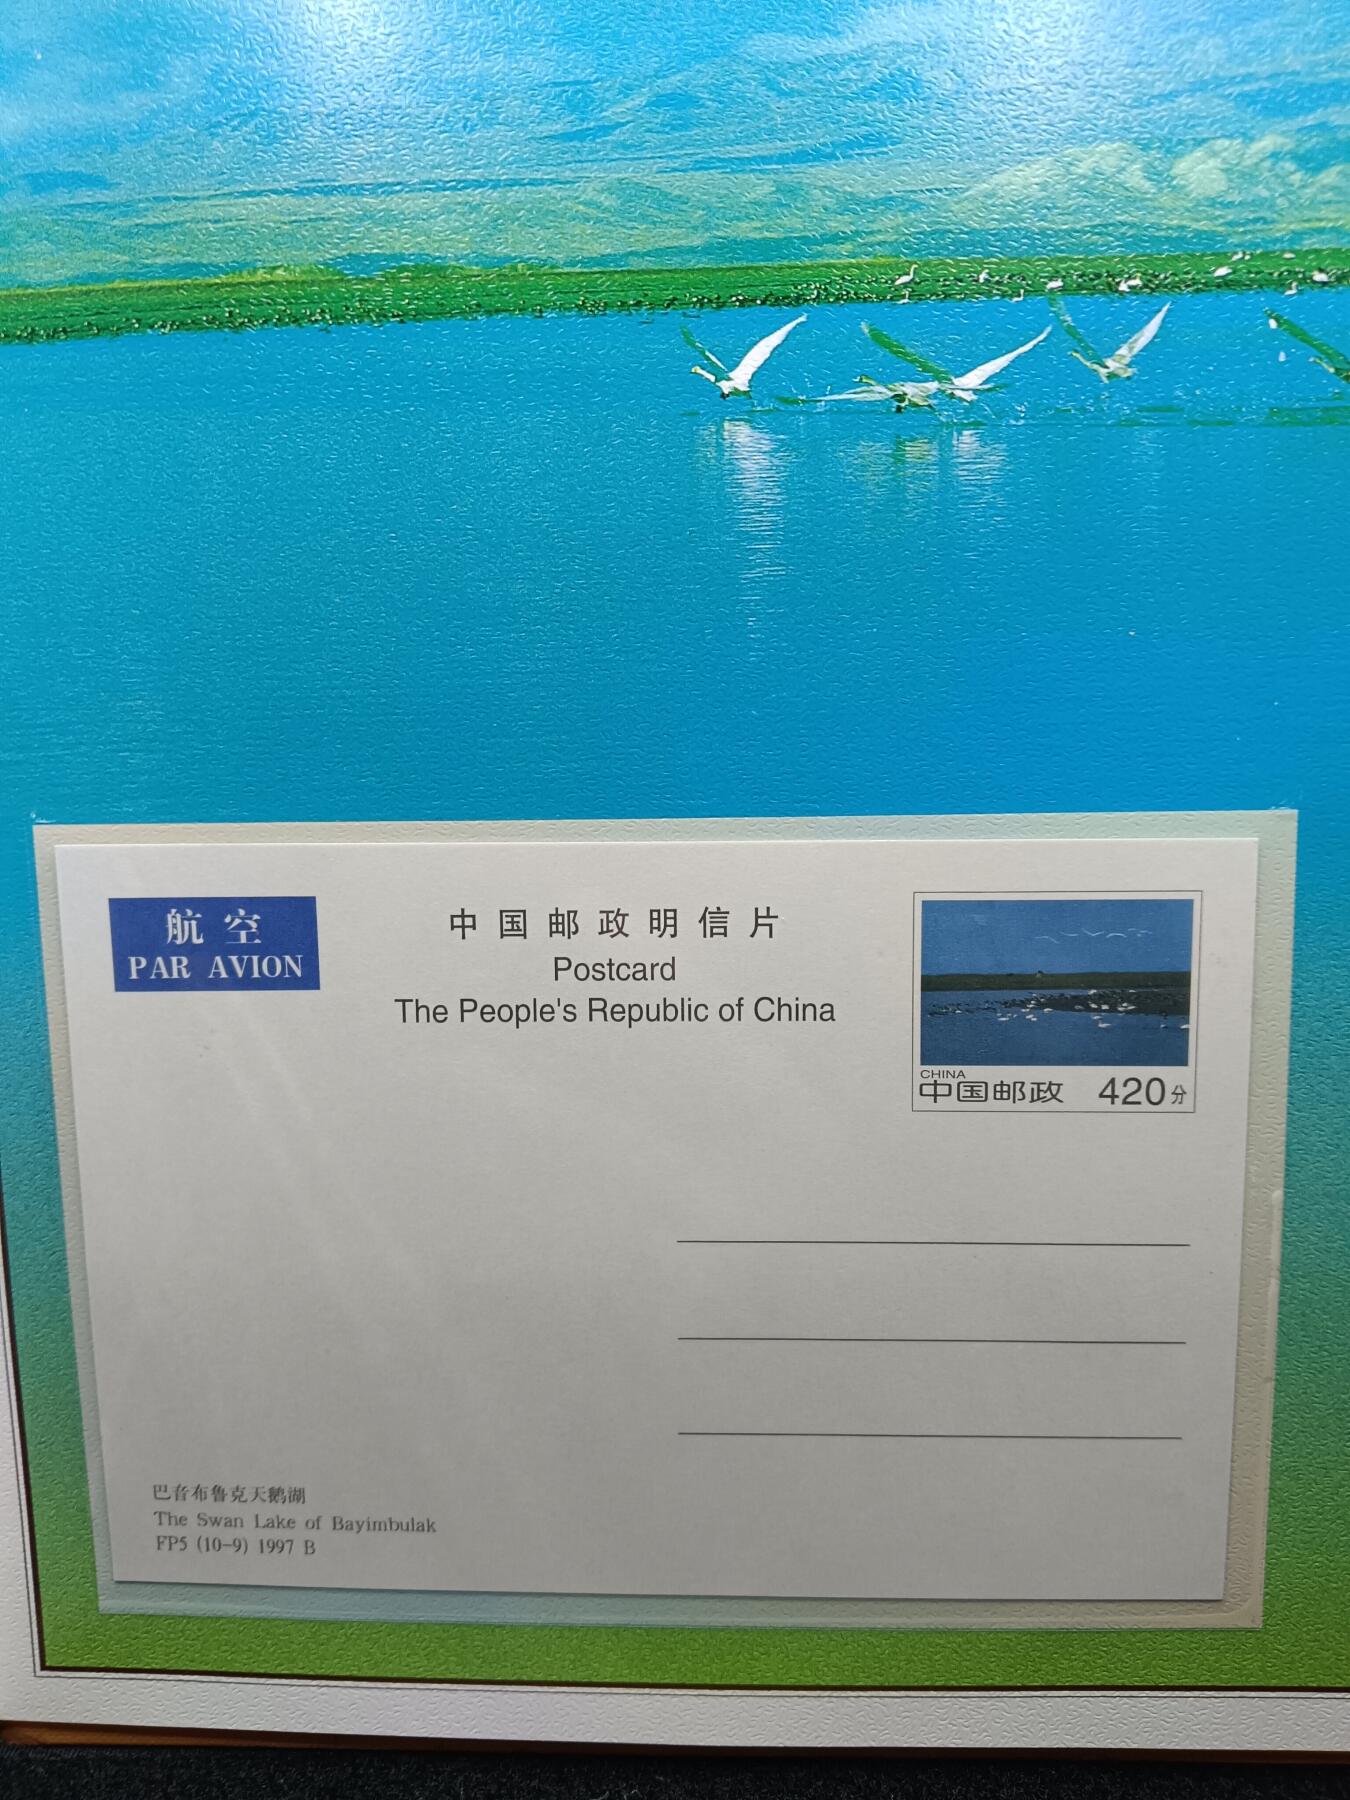 航空
PAR AVION
中国邮政明信片
Postcard
The People's Republic of China
CHINA
中国邮政 420分
巴音布鲁克天鹅湖
The Swan Lake of Bayimbulak
FP5 (10-9) 1997 B